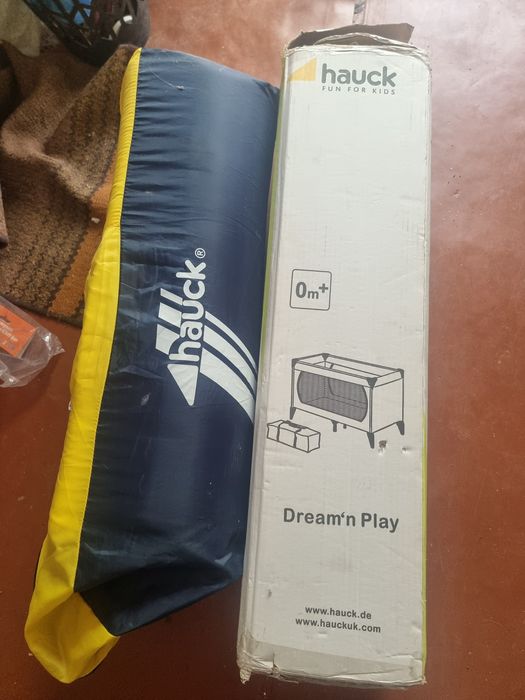 hauck®
hauck
FUN FOR KIDS
0m+
Dream‘n Play
www.hauck.de
www.hauckuk.com